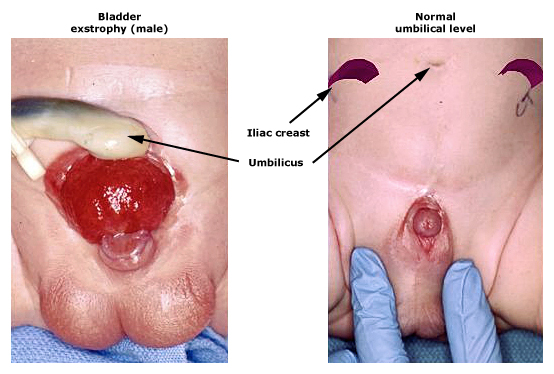 Bladder
exstrophy (male)
Normal
umbilical level
Iliac creast
Umbilicus